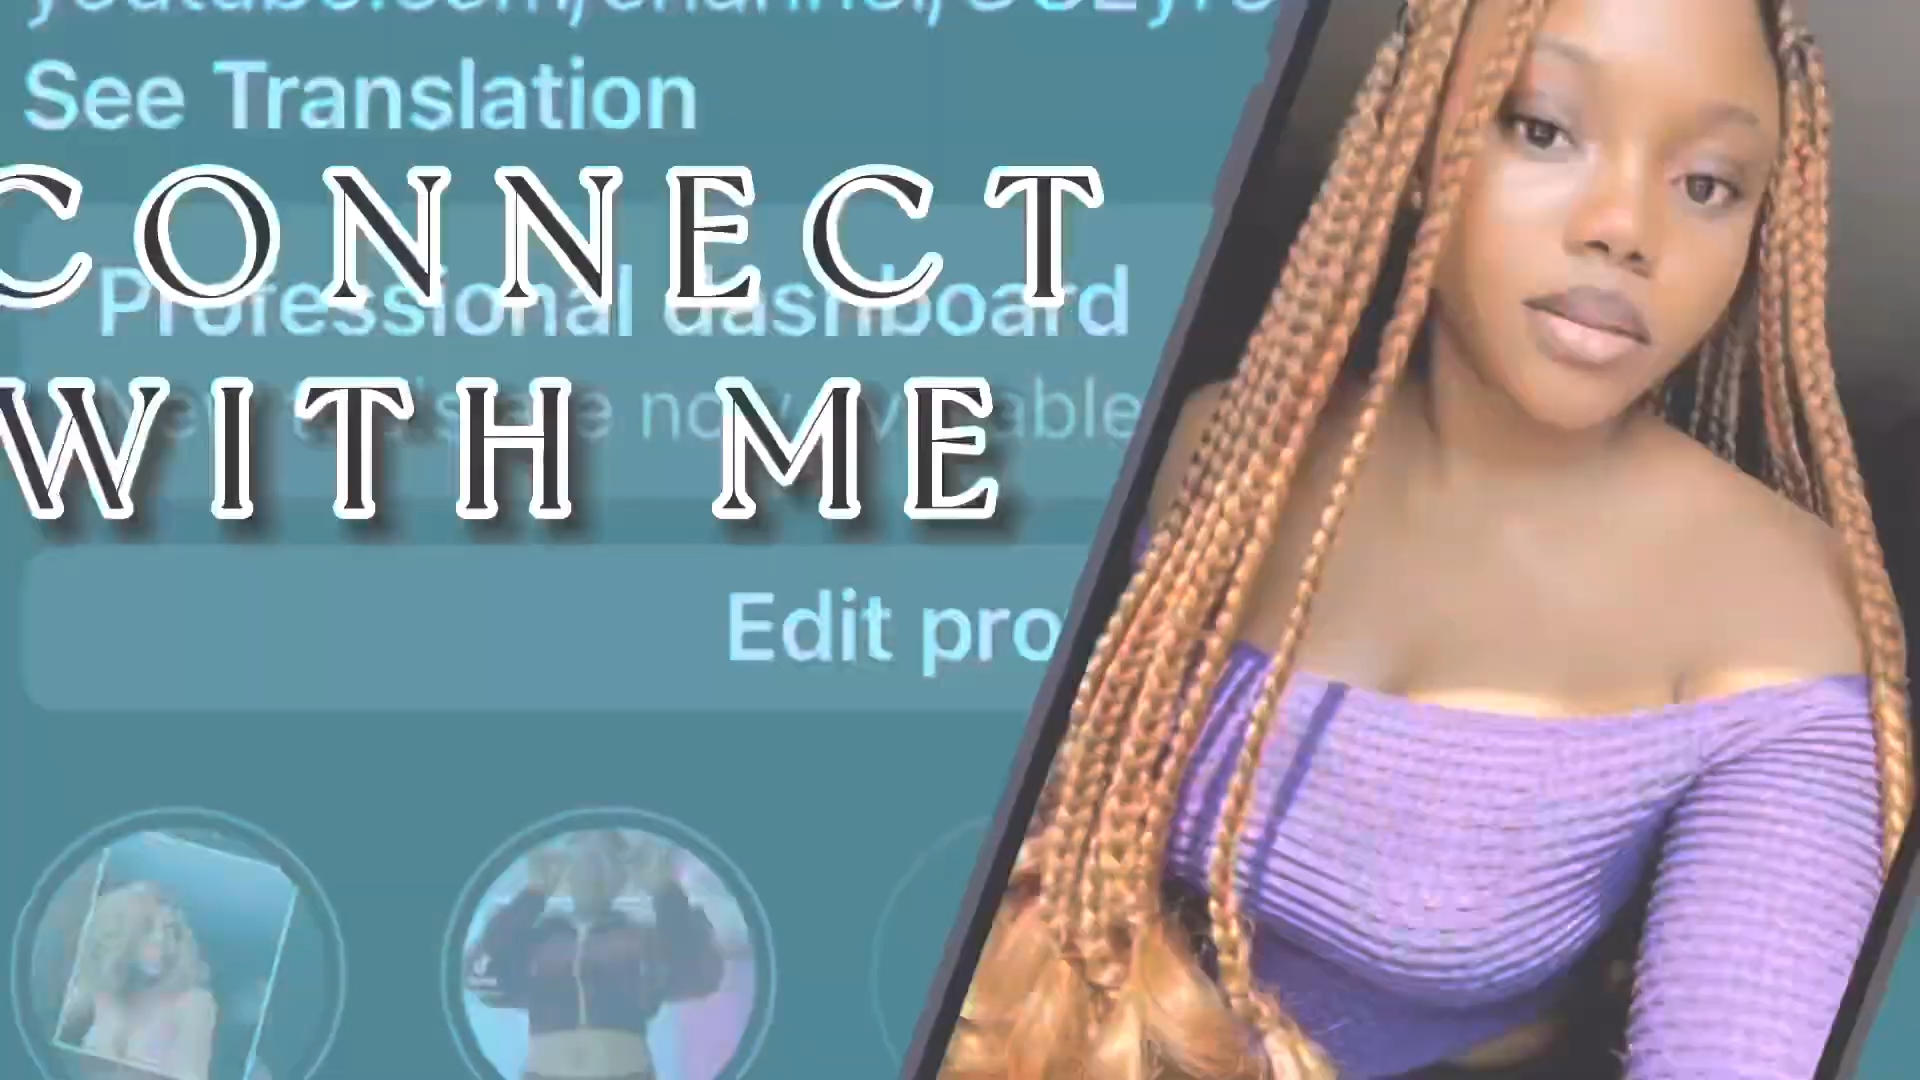 See Translation
CONNECT
Professional dashboard
WITH ME
Edit pro